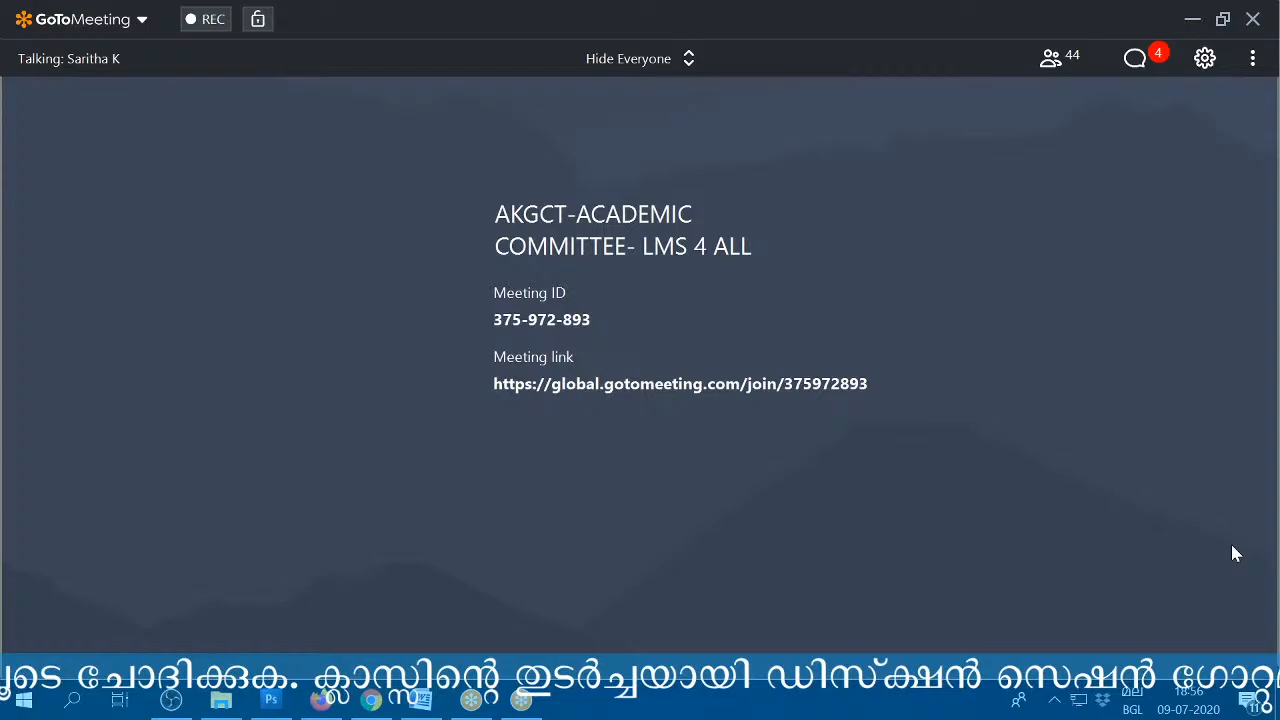 GoToMeeting
REC
Talking: Saritha K
Hide Everyone
44
4
AKGCT-ACADEMIC
COMMITTEE- LMS 4 ALL
Meeting ID
375-972-893
Meeting link
https://global.gotomeeting.com/join/375972893
ചോദിക്കുക. ക്ലാസ്സിന്റെ തുടർച്ചയായി ഡിസ്ക്ഷൻ സെഷൻ
18:56
BGL
09-07-2020